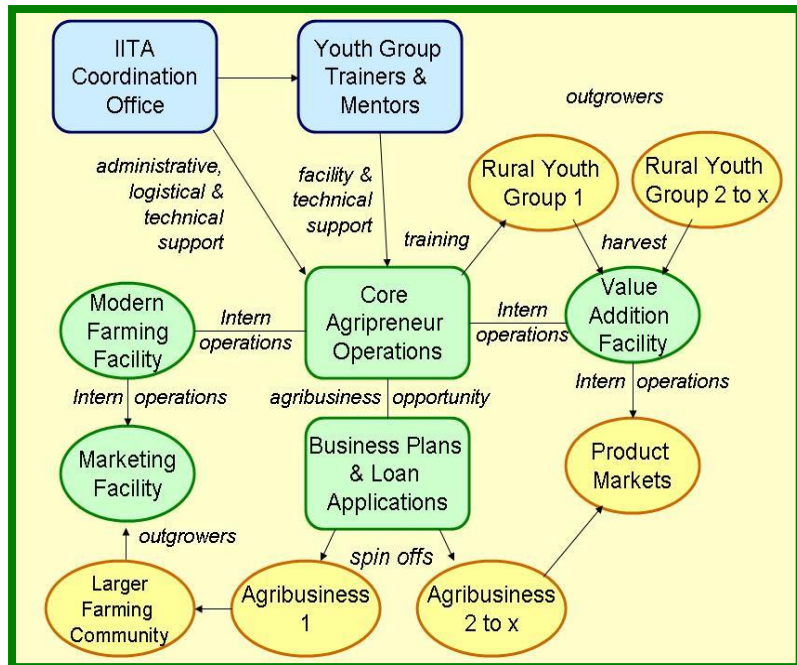 IITA
Coordination
Office
Youth Group
Trainers &
Mentors
outgrowers
administrative,
logistical &
technical
support
facility &
technical
support
Rural Youth
Group 1
Rural Youth
Group 2 to x
training
harvest
Modern
Farming
Facility
Intern
operations
Core
Agripreneur
Operations
Intern
operations
Value
Addition
Facility
Intern operations
agribusiness opportunity
Intern operations
Marketing
Facility
Business Plans
& Loan
Applications
Product
Markets
outgrowers
spin offs
Larger
Farming
Community
Agribusiness
1
Agribusiness
2 to x